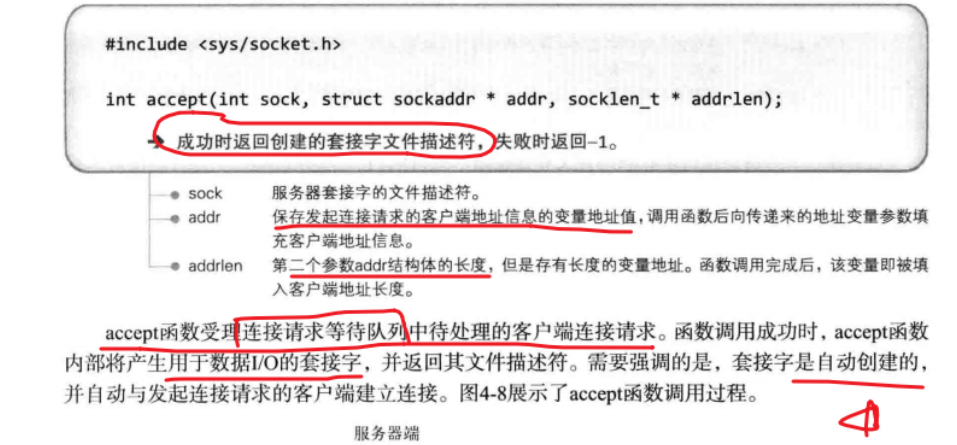 #include <sys/socket.h>
int accept(int sock, struct sockaddr * addr, socklen_t * addrlen);
➔ 成功时返回创建的套接字文件描述符，失败时返回–1。
● sock 服务器套接字的文件描述符。
● addr 保存发起连接请求的客户端地址信息的变量地址值，调用函数后向传递来的地址变量参数填
充客户端地址信息。
● addrlen 第二个参数addr结构体的长度，但是存有长度的变量地址。函数调用完成后，该变量即被填
入客户端地址长度。
accept函数受理连接请求等待队列中待处理的客户端连接请求。函数调用成功时，accept函数
内部将产生用于数据I/O的套接字，并返回其文件描述符。需要强调的是，套接字是自动创建的，
并自动与发起连接请求的客户端建立连接。图4-8展示了accept函数调用过程。
服务器端